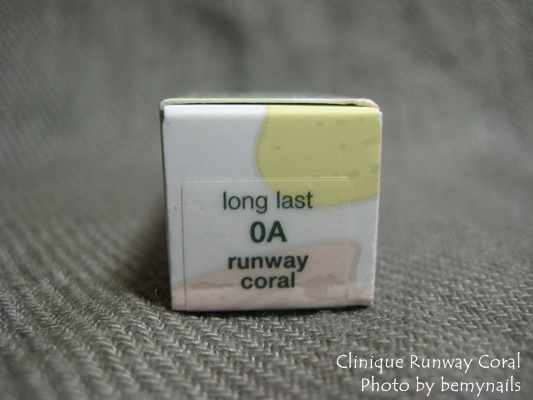 long last
0A
runway
coral
Clinique Runway Coral
Photo by bemynails